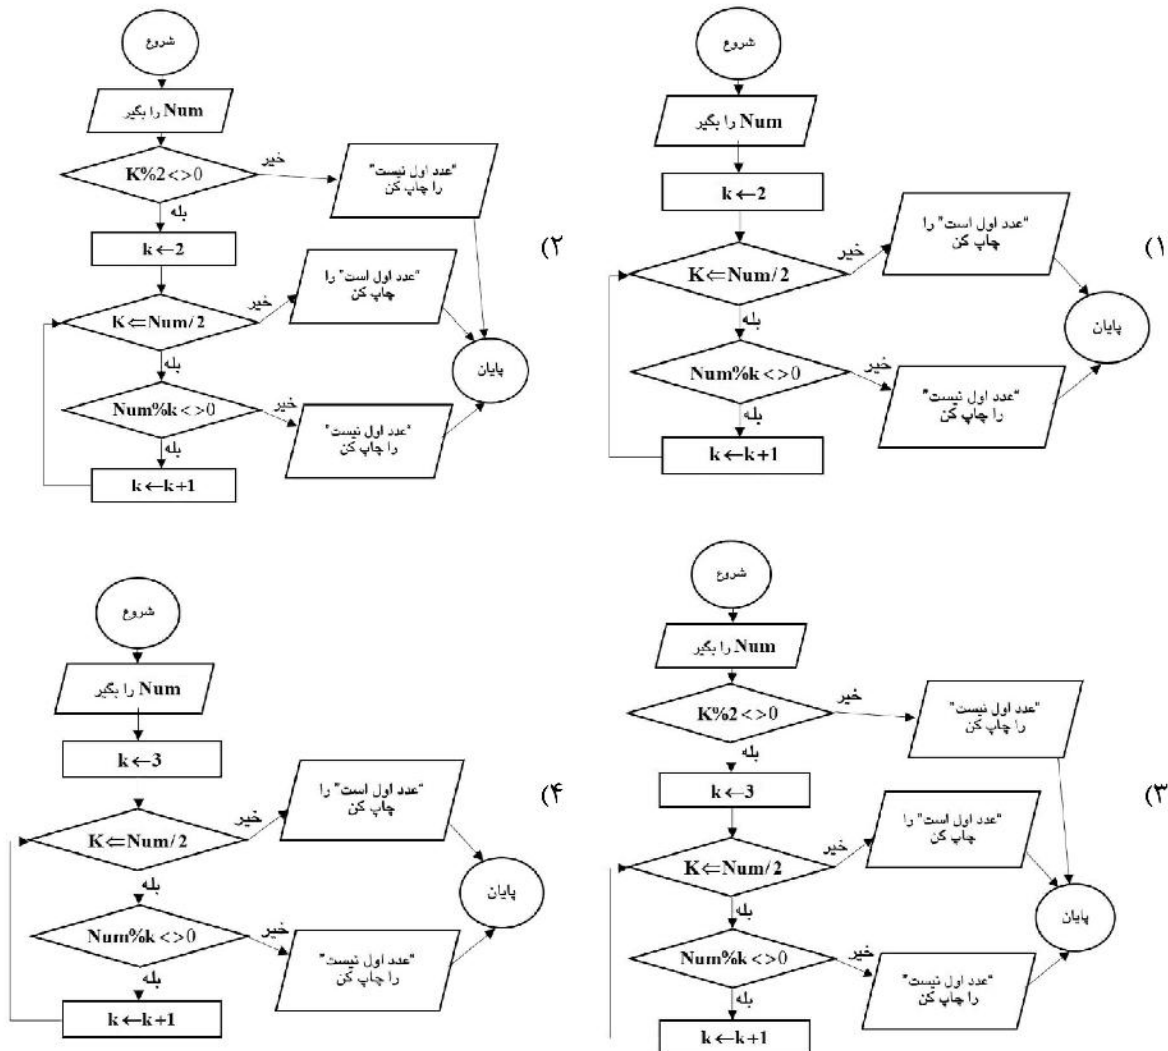 شروع
Num را بگیر
k←2
K⇐Num/2
خیر
"عدد اول است" را
چاپ کن
بله
Num%k<>0
خیر
"عدد اول نیست"
را چاپ کن
بله
k←k+1
پایان
(۱
شروع
Num را بگیر
K%2<>0
خیر
"عدد اول نیست"
را چاپ کن
بله
k←2
K⇐Num/2
خیر
"عدد اول است" را
چاپ کن
بله
Num%k<>0
خیر
"عدد اول نیست"
را چاپ کن
بله
k←k+1
پایان
(۲
شروع
Num را بگیر
K%2<>0
خیر
"عدد اول نیست"
را چاپ کن
بله
k←3
K⇐Num/2
خیر
"عدد اول است" را
چاپ کن
بله
Num%k<>0
خیر
"عدد اول نیست"
را چاپ کن
بله
k←k+1
پایان
(۳
شروع
Num را بگیر
k←3
K⇐Num/2
خیر
"عدد اول است" را
چاپ کن
بله
Num%k<>0
خیر
"عدد اول نیست"
را چاپ کن
بله
k←k+1
پایان
(۴